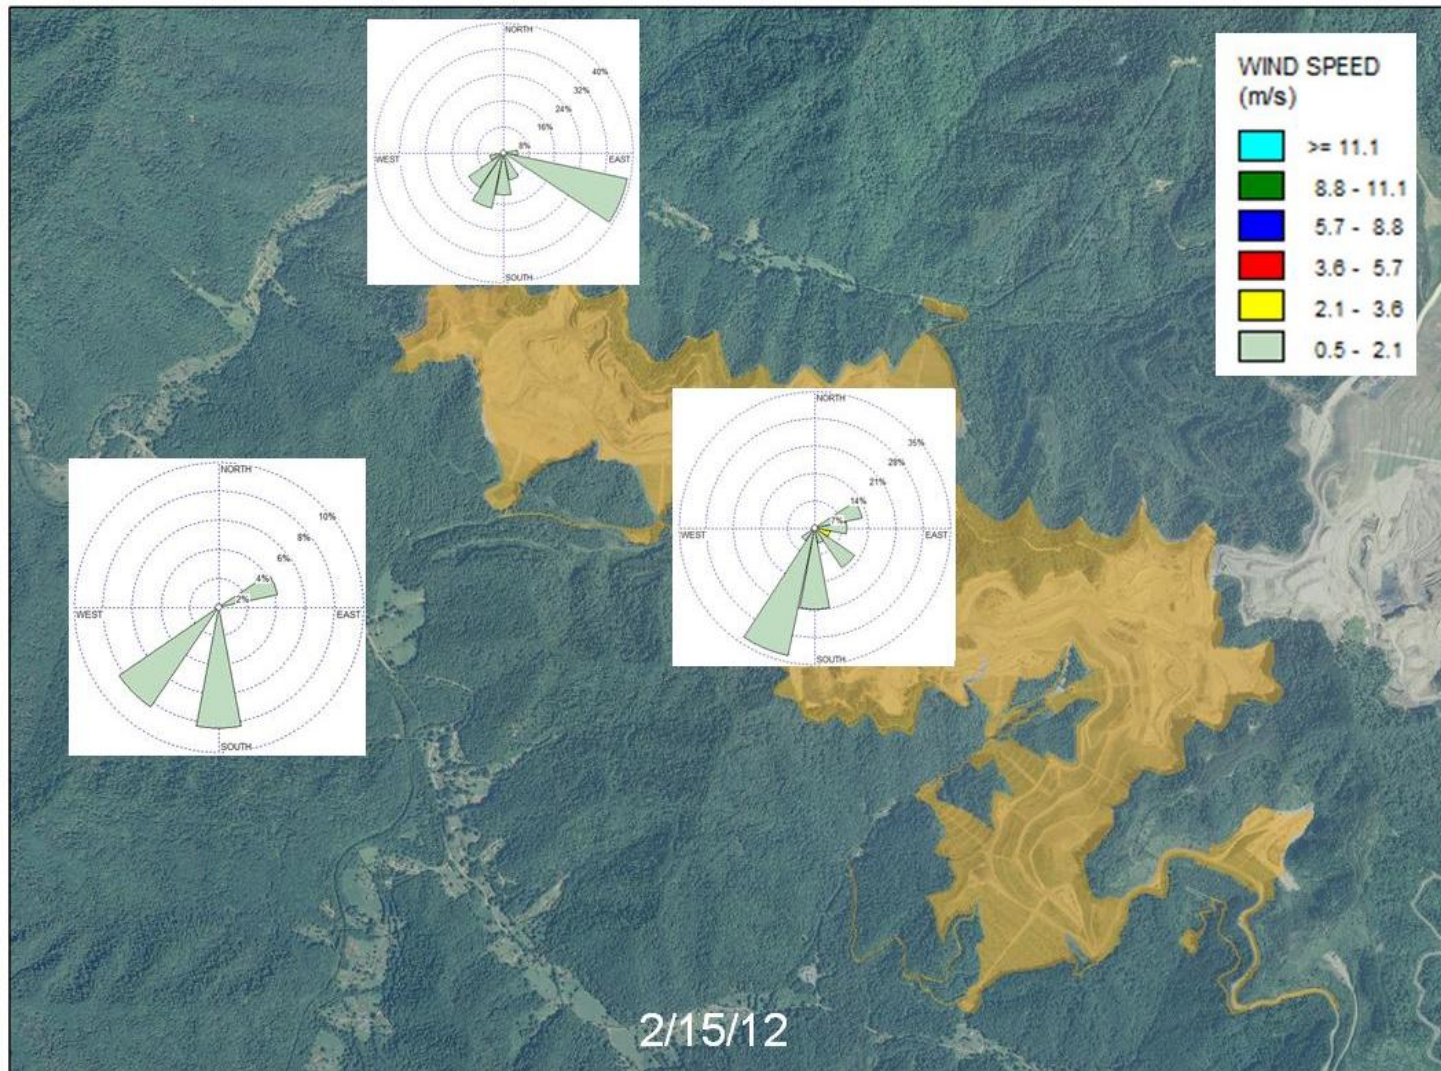 NORTH
40%
32%
24%
16%
8%
WEST
EAST
SOUTH
WIND SPEED
(m/s)
>= 11.1
8.8 - 11.1
5.7 - 8.8
3.6 - 5.7
2.1 - 3.6
0.5 - 2.1
NORTH
35%
28%
21%
14%
7%
WEST
EAST
SOUTH
NORTH
10%
8%
6%
4%
2%
WEST
EAST
SOUTH
2/15/12